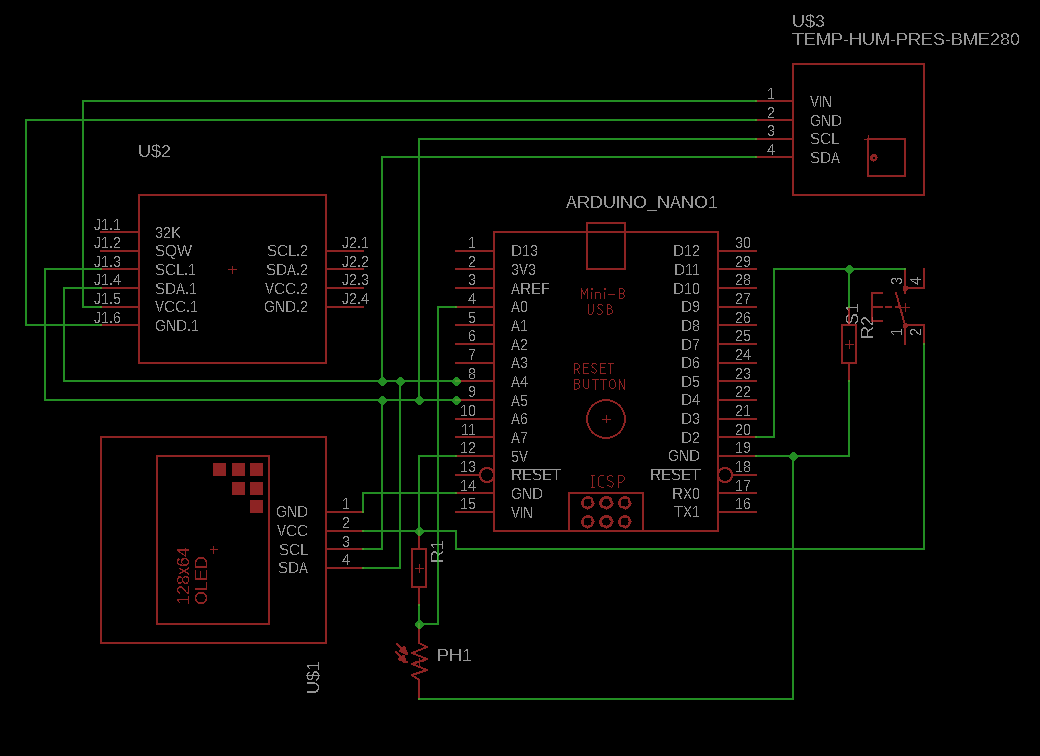 U$3
TEMP-HUM-PRES-BME280
1 VIN
2 GND
3 SCL
4 SDA
U$2
J1.1 32K
J1.2 SQW SCL.2 J2.1
J1.3 SCL.1 SDA.2 J2.2
J1.4 SDA.1 VCC.2 J2.3
J1.5 VCC.1 GND.2 J2.4
J1.6 GND.1
ARDUINO_NANO1
1 D13 D12 30
2 3V3 D11 29
3 AREF D10 28
4 A0 D9 27
5 A1 D8 26
6 A2 D7 25
7 A3 D6 24
8 A4 D5 23
9 A5 D4 22
10 A6 D3 21
11 A7 D2 20
12 5V GND 19
13 RESET RESET 18
14 GND RX0 17
15 VIN TX1 16
Mini-B
USB
RESET
BUTTON
ICSP
S1
R2
3
4
1
2
GND 1
VCC 2
SCL 3
SDA 4
128x64
OLED
U$1
R1
PH1